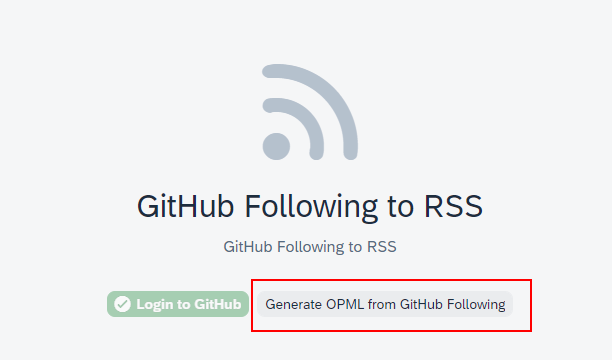 GitHub Following to RSS
GitHub Following to RSS
Login to GitHub
Generate OPML from GitHub Following